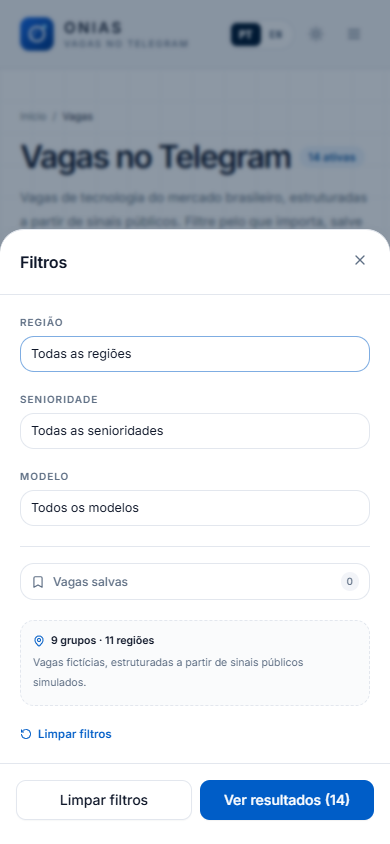 ONIAS
VAGAS NO TELEGRAM
PT
EN
Início / Vagas
Vagas no Telegram
14 ativas
Vagas de tecnologia do mercado brasileiro, estruturadas
a partir de sinais públicos. Filtre pelo que importa, salve
Filtros
REGIÃO
Todas as regiões
SENIORIDADE
Todas as senioridades
MODELO
Todos os modelos
Vagas salvas
0
9 grupos · 11 regiões
Vagas fictícias, estruturadas a partir de sinais públicos
simulados.
Limpar filtros
Limpar filtros
Ver resultados (14)